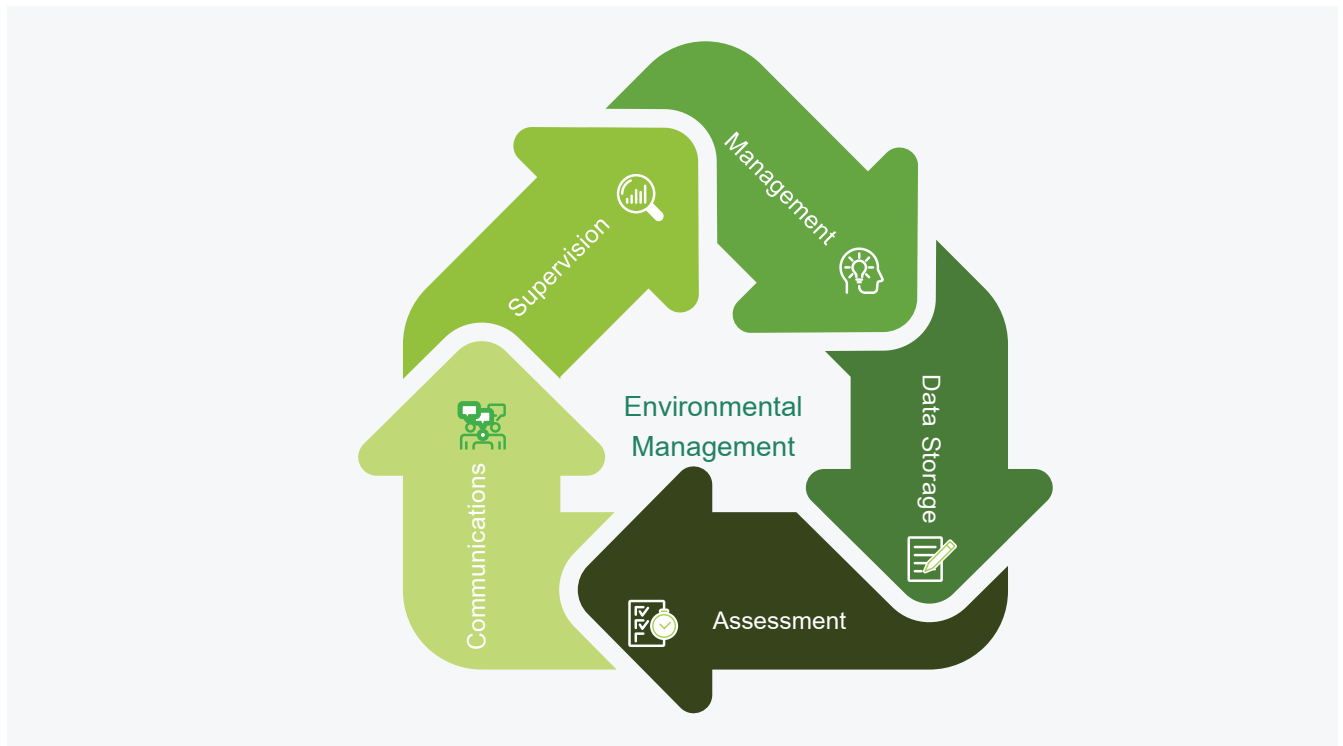 Management
Supervision
Data Storage
Environmental
Management
Communications
Assessment